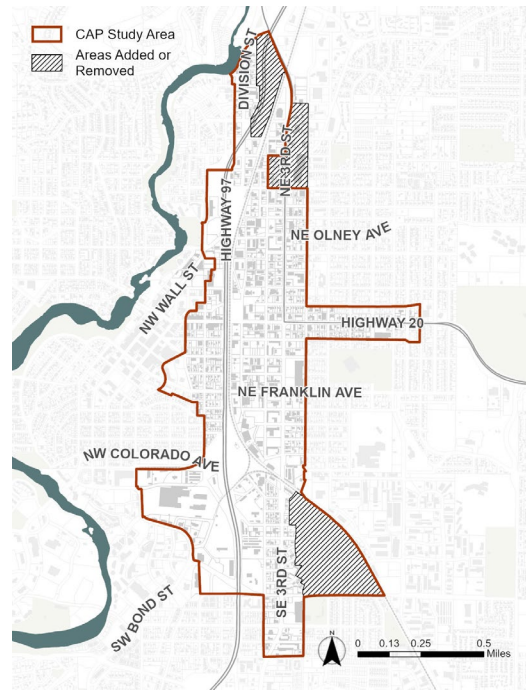 CAP Study Area
Areas Added or
Removed
DIVISION ST
NE 3RD ST
HIGHWAY 97
NE OLNEY AVE
NW WALL ST
HIGHWAY 20
NE FRANKLIN AVE
NW COLORADO AVE
SE 3RD ST
SW BOND ST
N
0 0.13 0.25 0.5
Miles